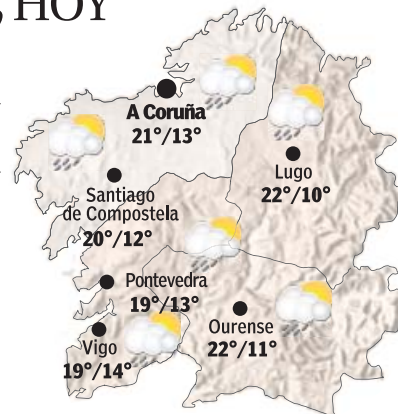 HOY
A Coruña
21°/13°
Lugo
22°/10°
Santiago
de Compostela
20°/12°
Pontevedra
19°/13°
Ourense
22°/11°
Vigo
19°/14°